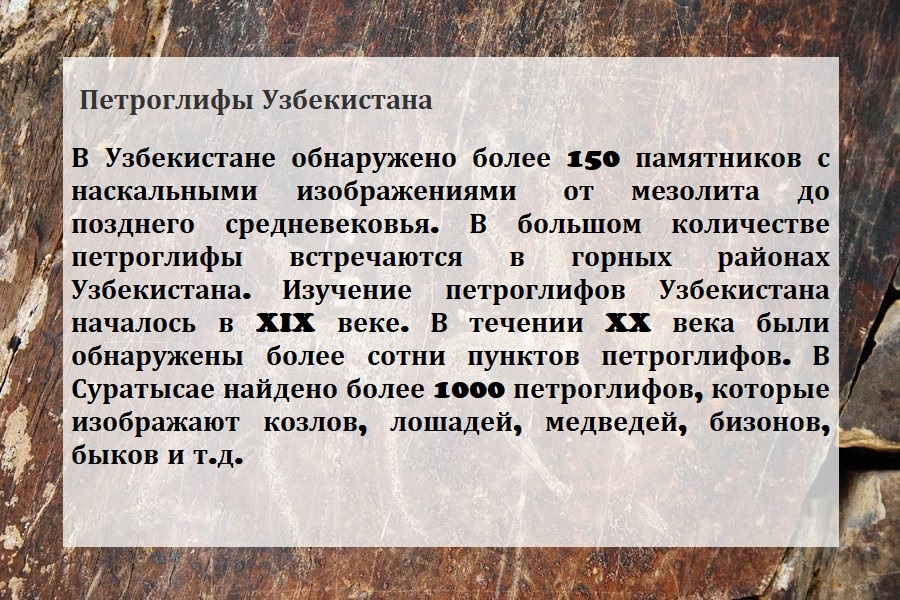 Петроглифы Узбекистана
В Узбекистане обнаружено более 150 памятников с
наскальными изображениями от мезолита до
позднего средневековья. В большом количестве
петроглифы встречаются в горных районах
Узбекистана. Изучение петроглифов Узбекистана
началось в XIX веке. В течении XX века были
обнаружены более сотни пунктов петроглифов. В
Суратысае найдено более 1000 петроглифов, которые
изображают козлов, лошадей, медведей, бизонов,
быков и т.д.